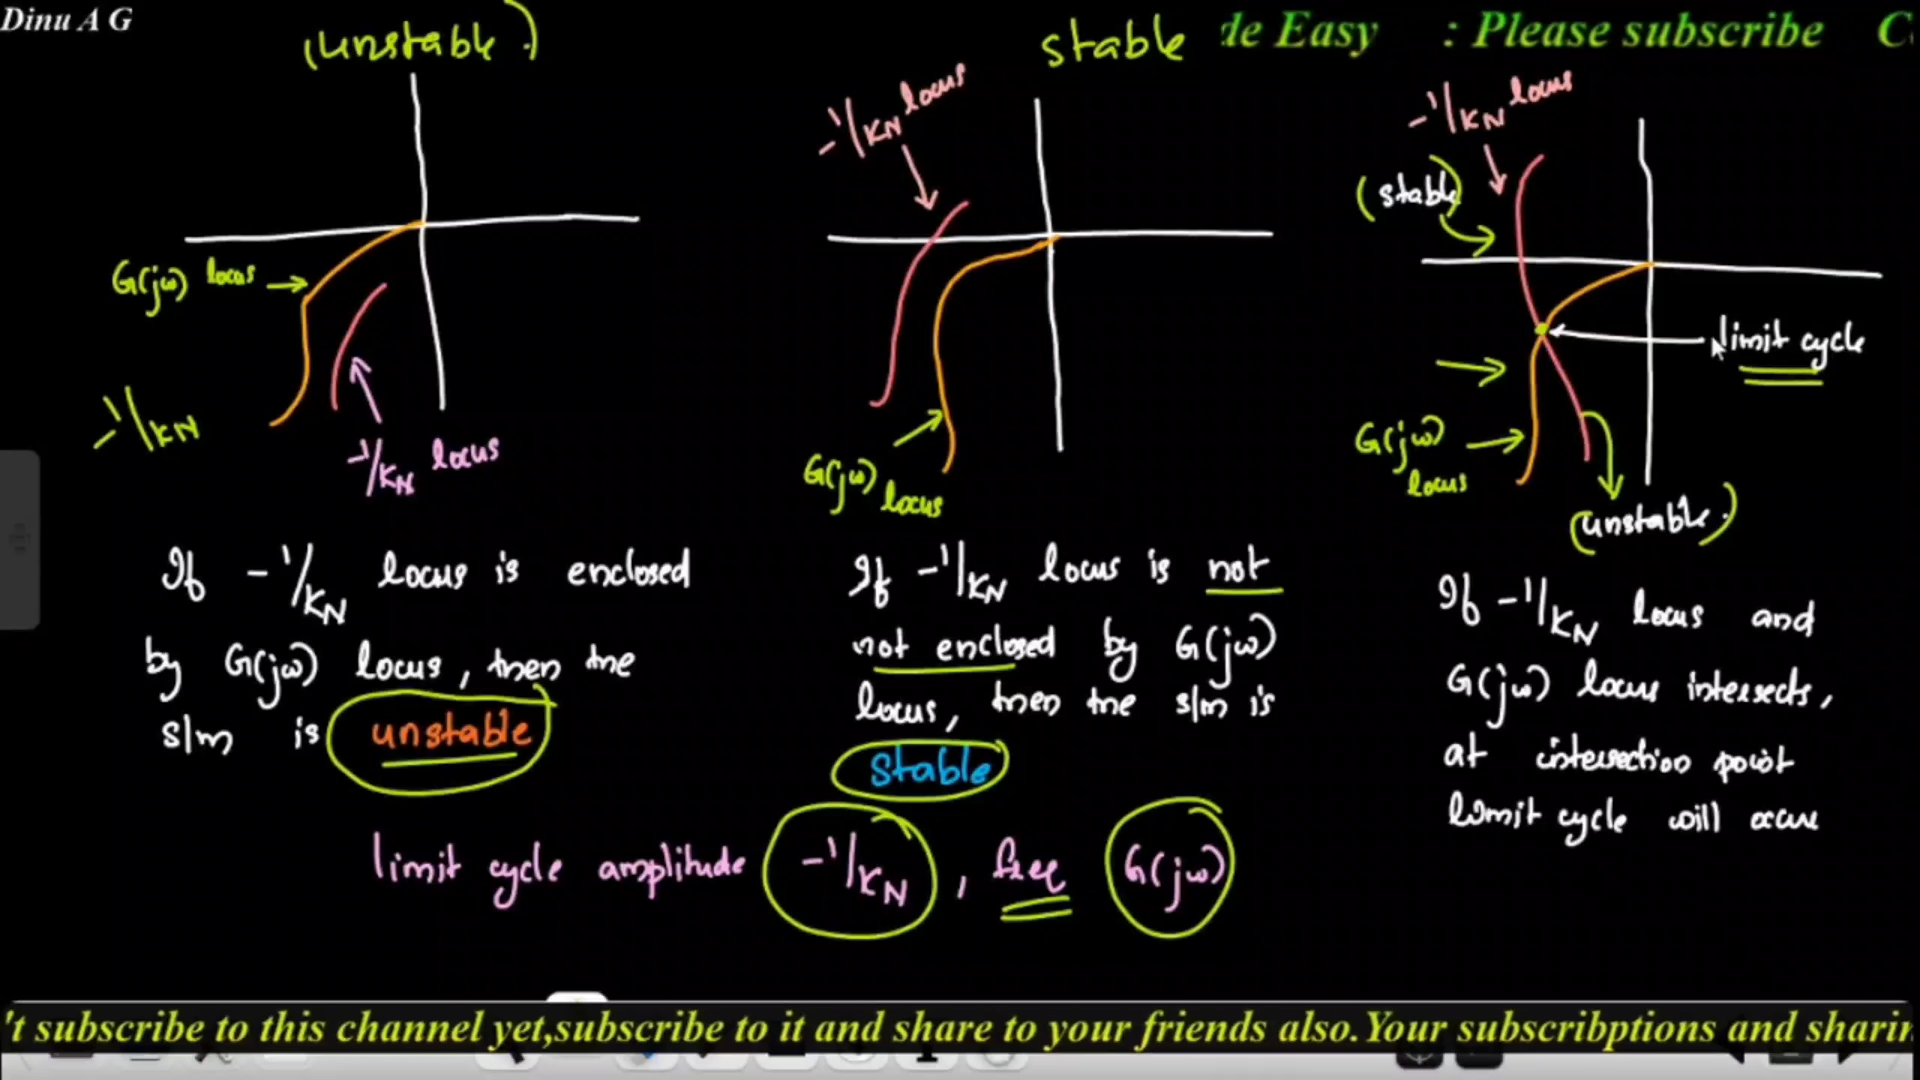 Dinu A G
de Easy : Please subscribe C
(unstable.)
G(jω) locus
-1/KN
-1/KN locus
If -1/KN locus is enclosed
by G(jω) locus, then the
s/m is unstable
stable
-1/KN locus
G(jω) locus
If -1/KN locus is not
not enclosed by G(jω)
locus, then the s/m is
stable
-1/KN locus
(stable)
limit cycle
G(jω)
locus
(unstable.)
If -1/KN locus and
G(jω) locus intersects,
at intersection point
limit cycle will occur
limit cycle amplitude -1/KN, freq G(jω)
't subscribe to this channel yet,subscribe to it and share to your friends also.Your subscribptions and sharin